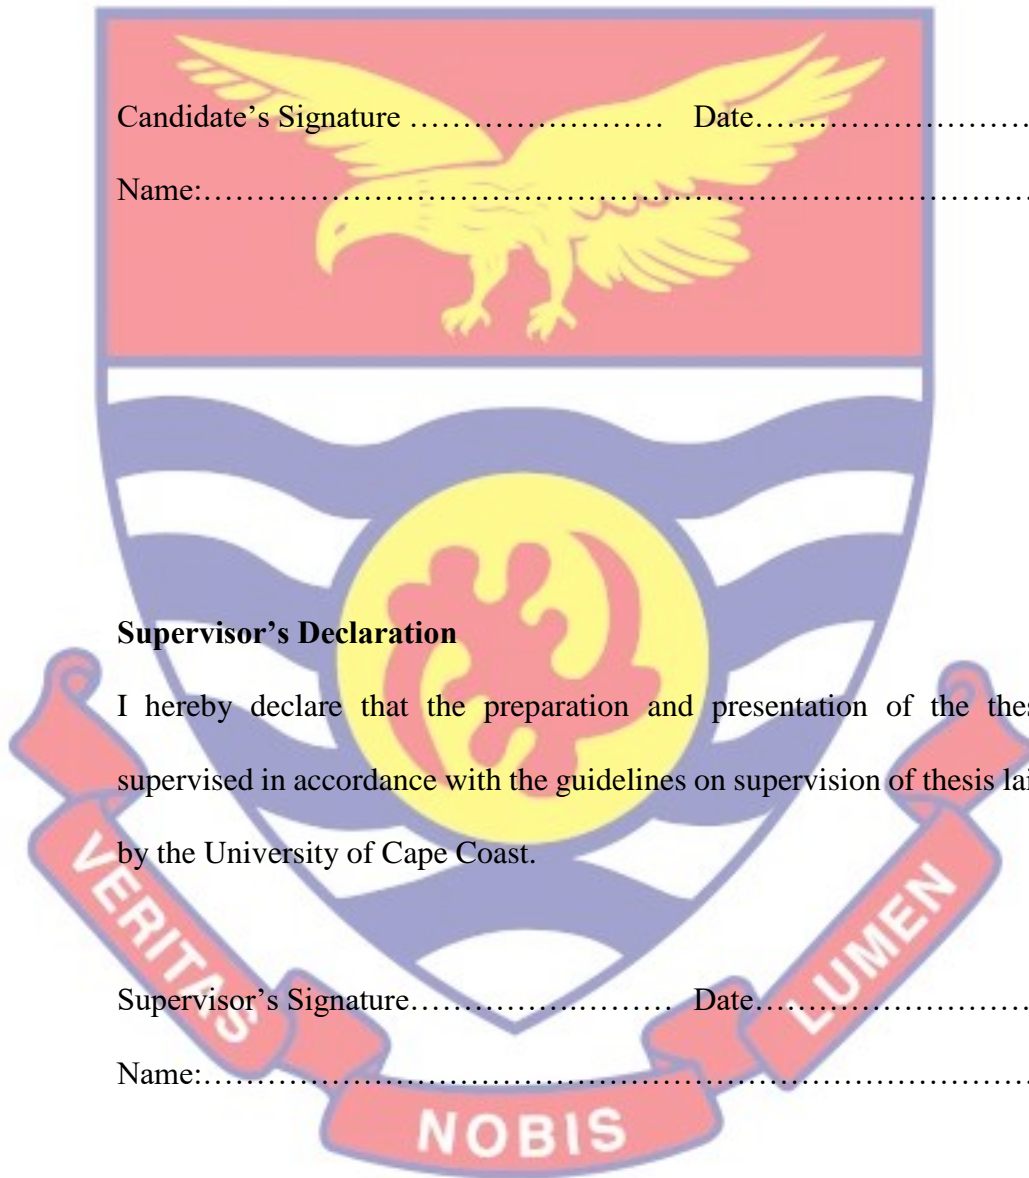 Candidate’s Signature …………………… Date………………………
Name:……………………………………………………………………
Supervisor’s Declaration
I hereby declare that the preparation and presentation of the
supervised in accordance with the guidelines on supervision of thesis
by the University of Cape Coast.
Supervisor’s Signature…………….……… Date………………………
Name:……………………………………………………………………
VERITAS
NOBIS
LUMEN